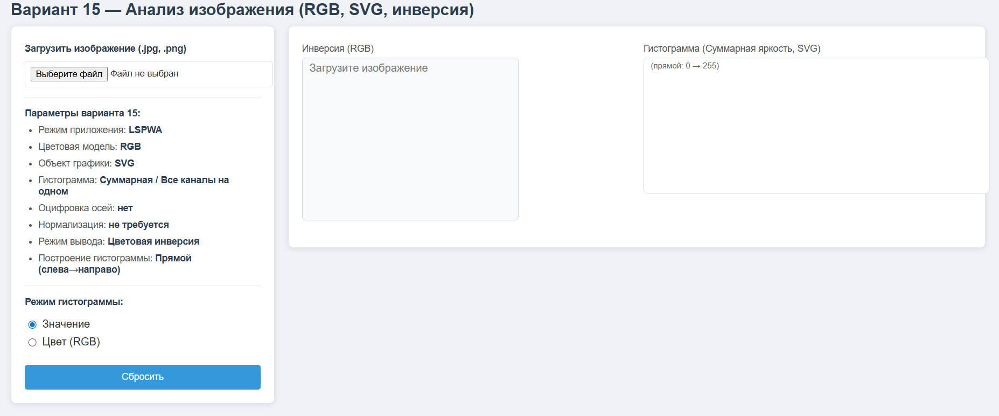 Вариант 15 — Анализ изображения (RGB, SVG, инверсия)
Загрузить изображение (.jpg, .png)
Выберите файл Файл не выбран
Параметры варианта 15:
Режим приложения: LSPWA
Цветовая модель: RGB
Объект графики: SVG
Гистограмма: Суммарная / Все каналы на
одном
Оцифровка осей: нет
Нормализация: не требуется
Режим вывода: Цветовая инверсия
Построение гистограммы: Прямой
(слева→направо)
Режим гистограммы:
Значение
Цвет (RGB)
Сбросить
Инверсия (RGB)
Загрузите изображение
Гистограмма (Суммарная яркость, SVG)
(прямой: 0 → 255)